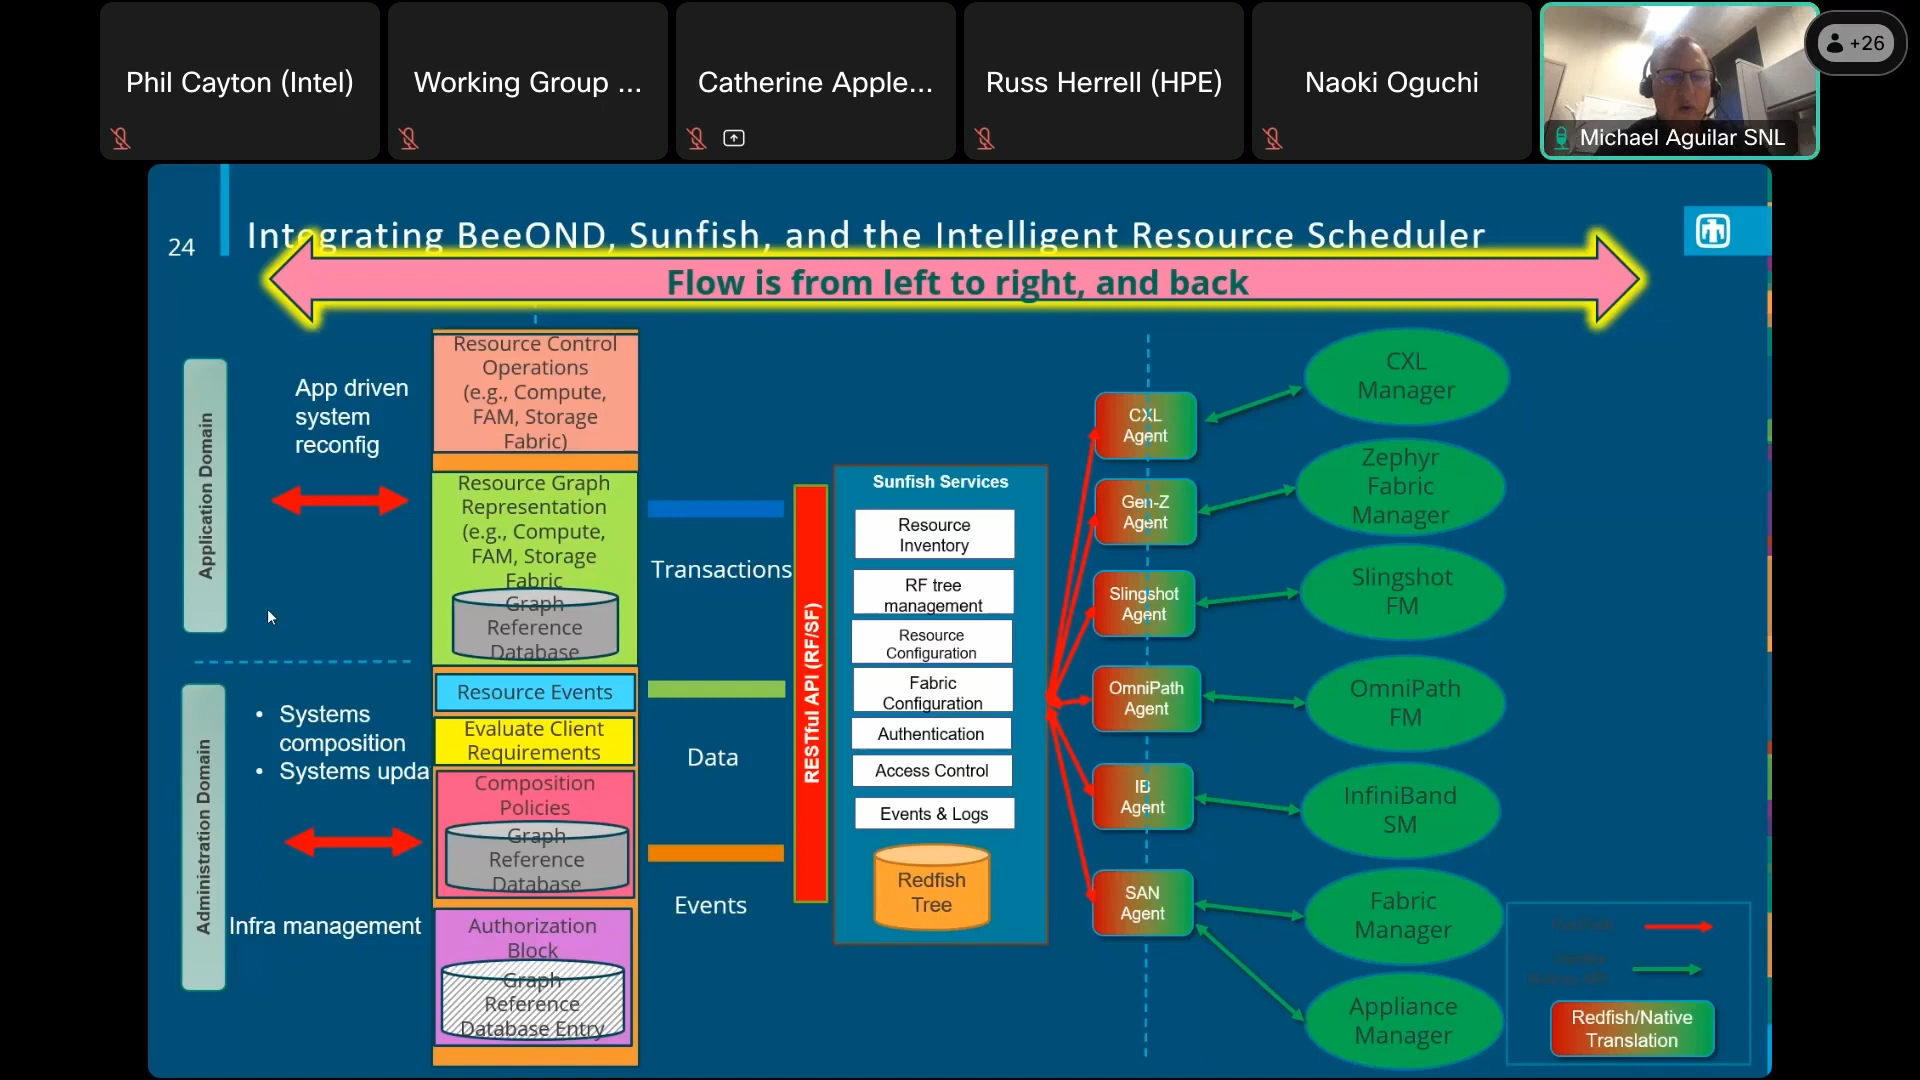 Phil Cayton (Intel)
Working Group ...
Catherine Apple...
Russ Herrell (HPE)
Naoki Oguchi
Michael Aguilar SNL
+26
24
Integrating BeeOND, Sunfish, and the Intelligent Resource Scheduler
Flow is from left to right, and back
Application Domain
App driven
system
reconfig
Administration Domain
• Systems
composition
• Systems upda
Infra management
Resource Control
Operations
(e.g., Compute,
FAM, Storage
Fabric)
Resource Graph
Representation
(e.g., Compute,
FAM, Storage
Fabric
Graph
Reference
Database
Resource Events
Evaluate Client
Requirements
Composition
Policies
Graph
Reference
Database
Authorization
Block
Graph
Reference
Database Entry
Transactions
Data
Events
RESTful API (RF/SF)
Sunfish Services
Resource
Inventory
RF tree
management
Resource
Configuration
Fabric
Configuration
Authentication
Access Control
Events & Logs
Redfish
Tree
CXL
Agent
Gen-Z
Agent
Slingshot
Agent
OmniPath
Agent
IB
Agent
SAN
Agent
CXL
Manager
Zephyr
Fabric
Manager
Slingshot
FM
OmniPath
FM
InfiniBand
SM
Fabric
Manager
Appliance
Manager
Redfish/Native
Translation